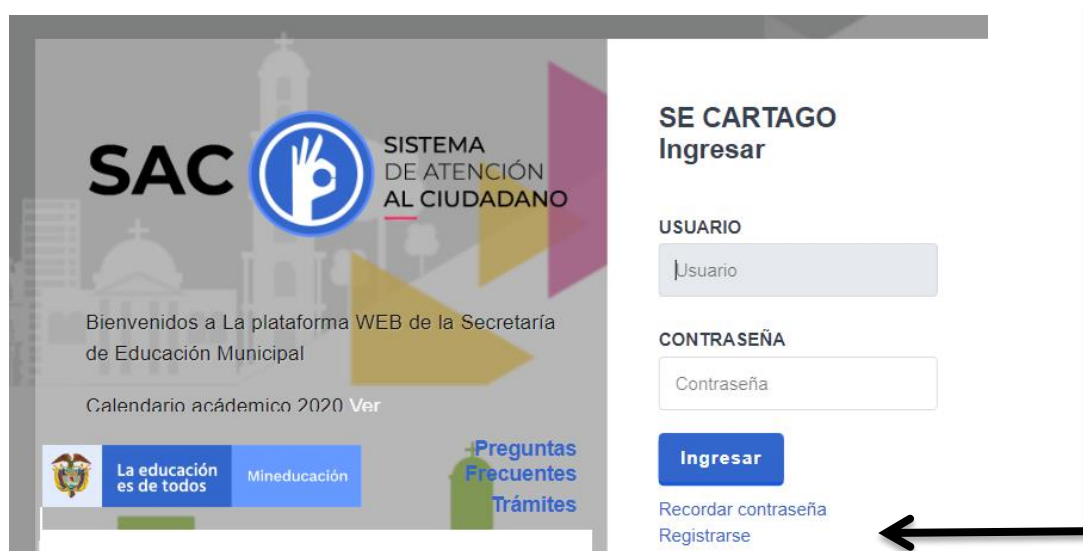 SAC
SISTEMA
DE ATENCIÓN
AL CIUDADANO
Bienvenidos a La plataforma WEB de la Secretaría
de Educación Municipal
Calendario acádemico 2020 Ver
La educación
es de todos
Mineducación
Preguntas
Frecuentes
Trámites
SE CARTAGO
Ingresar
USUARIO
Usuario
CONTRASEÑA
Contraseña
Ingresar
Recordar contraseña
Registrarse